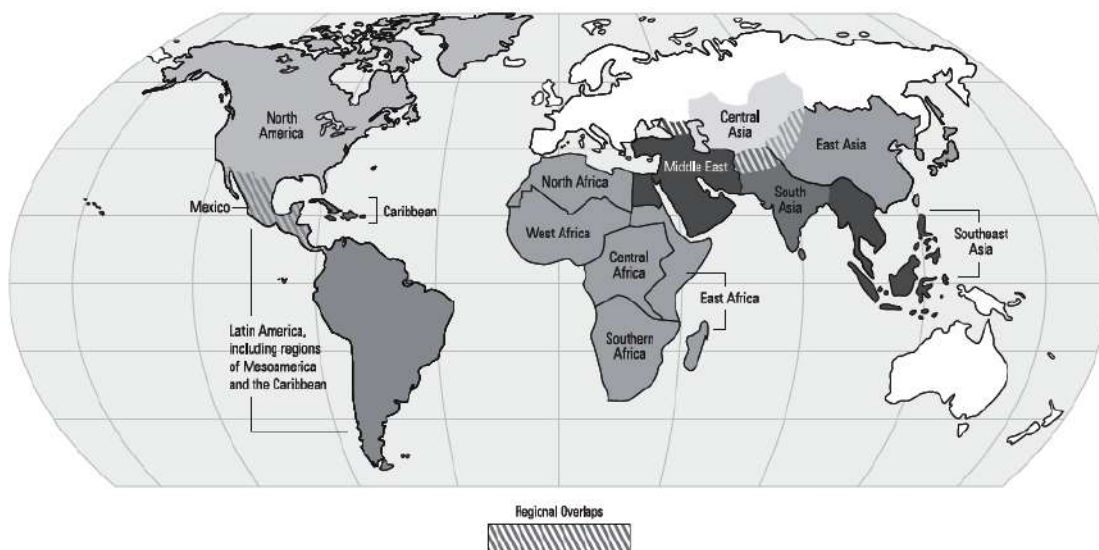 North
America
Mexico
Caribbean
Latin America,
including regions
of Mesoamerica
and the Caribbean
North Africa
West Africa
Central
Africa
East Africa
Southern
Africa
Middle East
Central
Asia
East Asia
South
Asia
Southeast
Asia
Regional Overlaps